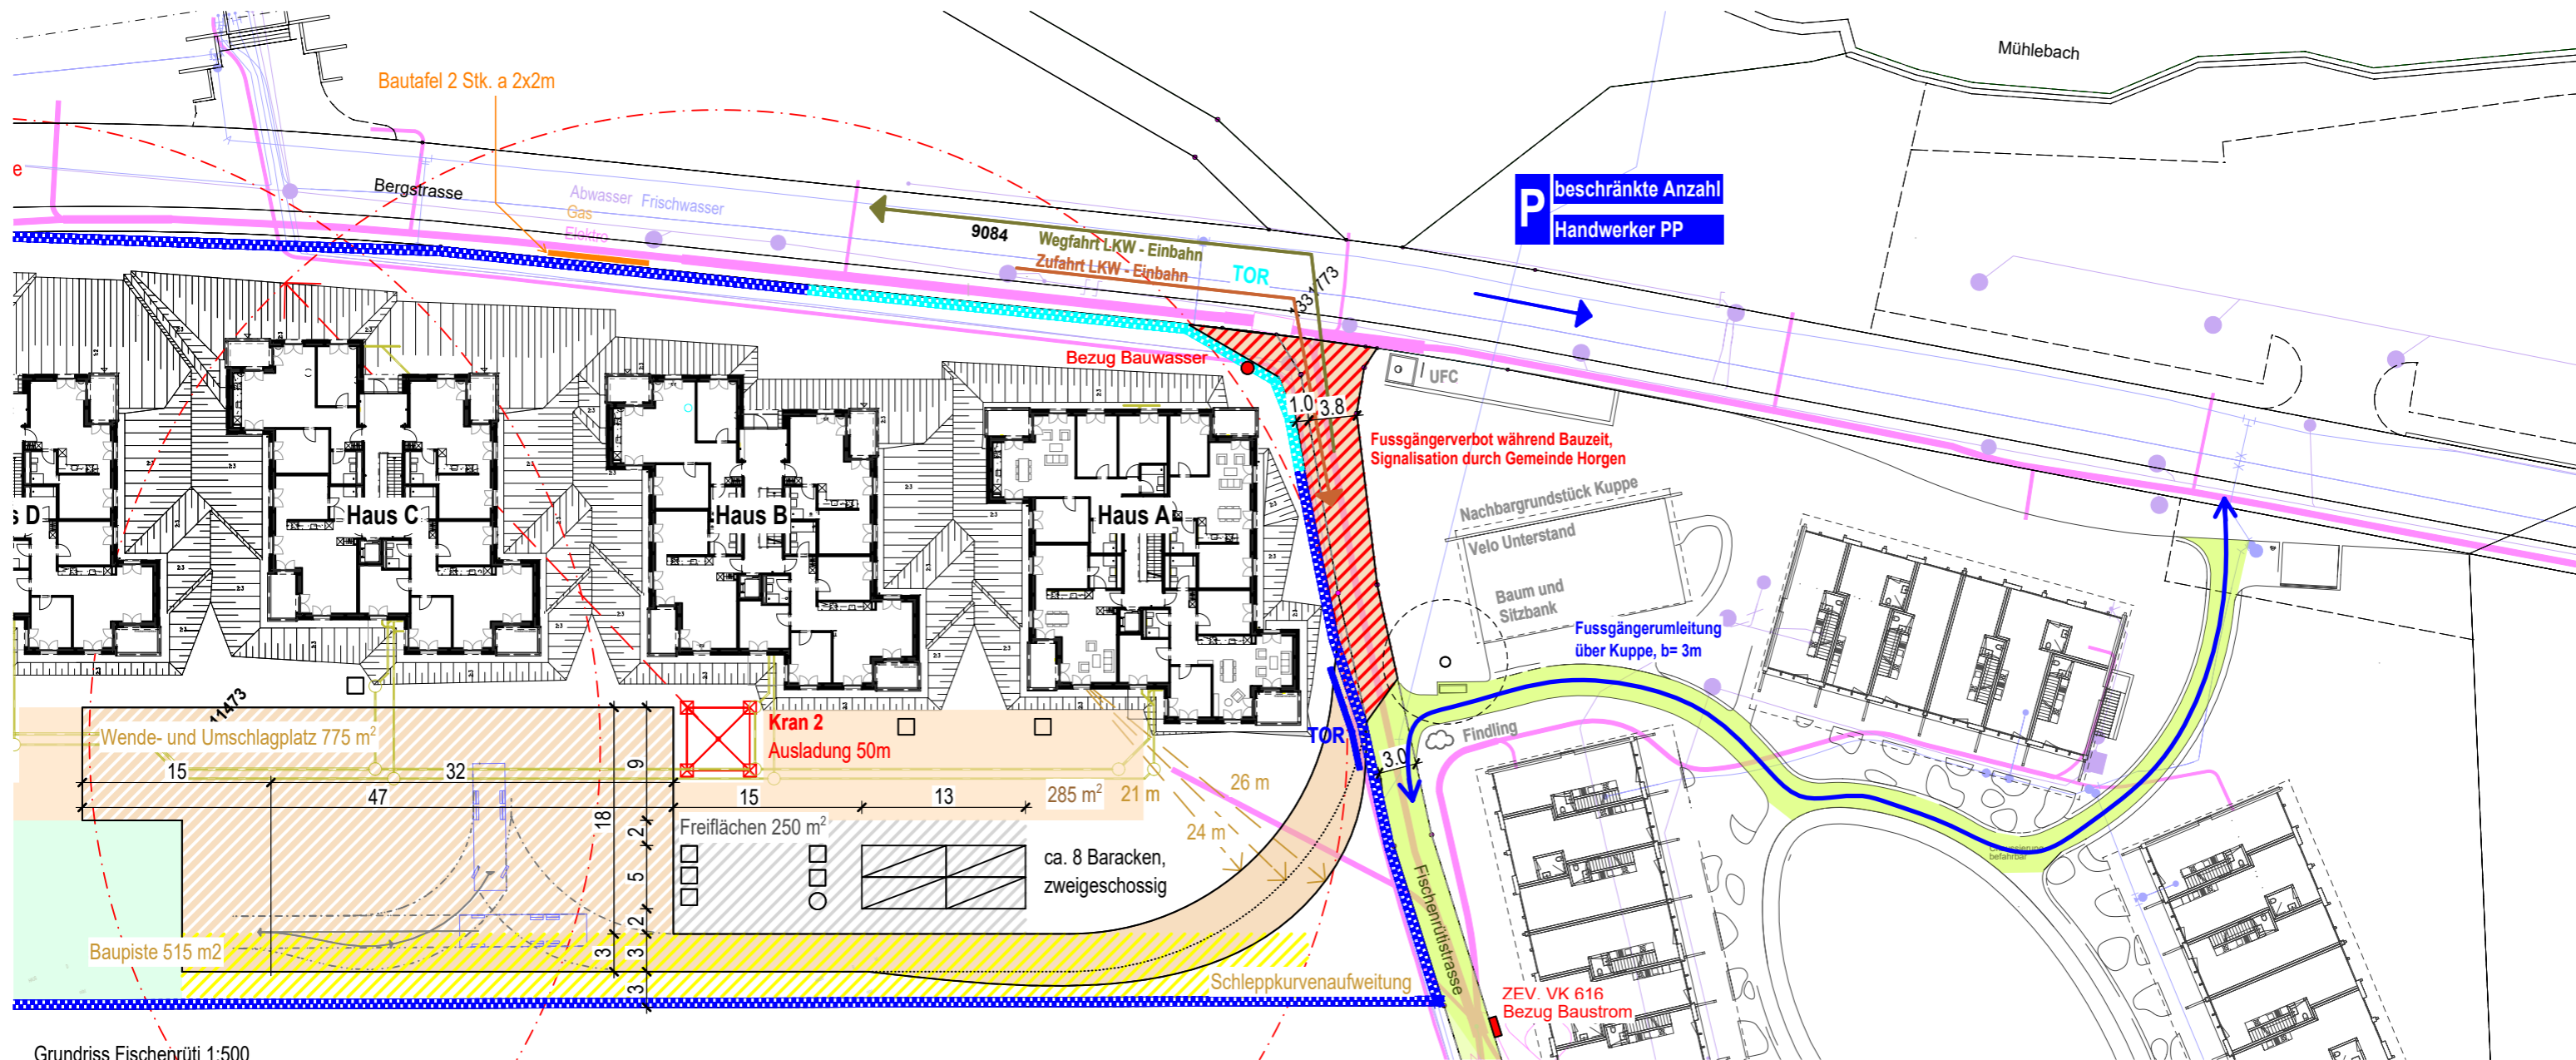 Mühlebach
Bautafel 2 Stk. a 2x2m
e
Bergstrasse
Abwasser Frischwasser
Gas
Elektro
P
beschränkte Anzahl
Handwerker PP
9084
Wegfahrt LKW - Einbahn
Zufahrt LKW - Einbahn
TOR
331773
Bezug Bauwasser
UFC
1.0
3.8
Fussgängerverbot während Bauzeit,
Signalisation durch Gemeinde Horgen
Nachbargrundstück Kuppe
Velo Unterstand
Baum und
Sitzbank
s D
Haus C
Haus B
Haus A
Fussgängerumleitung
über Kuppe, b= 3m
11473
Wende- und Umschlagplatz 775 m²
Kran 2
Ausladung 50m
TOR
Findling
3.0
15
32
9
47
15
13
285 m²
21 m
26 m
18
2
Freiflächen 250 m²
24 m
ca. 8 Baracken,
zweigeschossig
5
2
befahrbar
Fischenrütistrasse
Baupiste 515 m2
3
3
3
Schleppkurvenaufweitung
ZEV, VK 616
Bezug Baustrom
Grundriss Fischenrüti 1:500